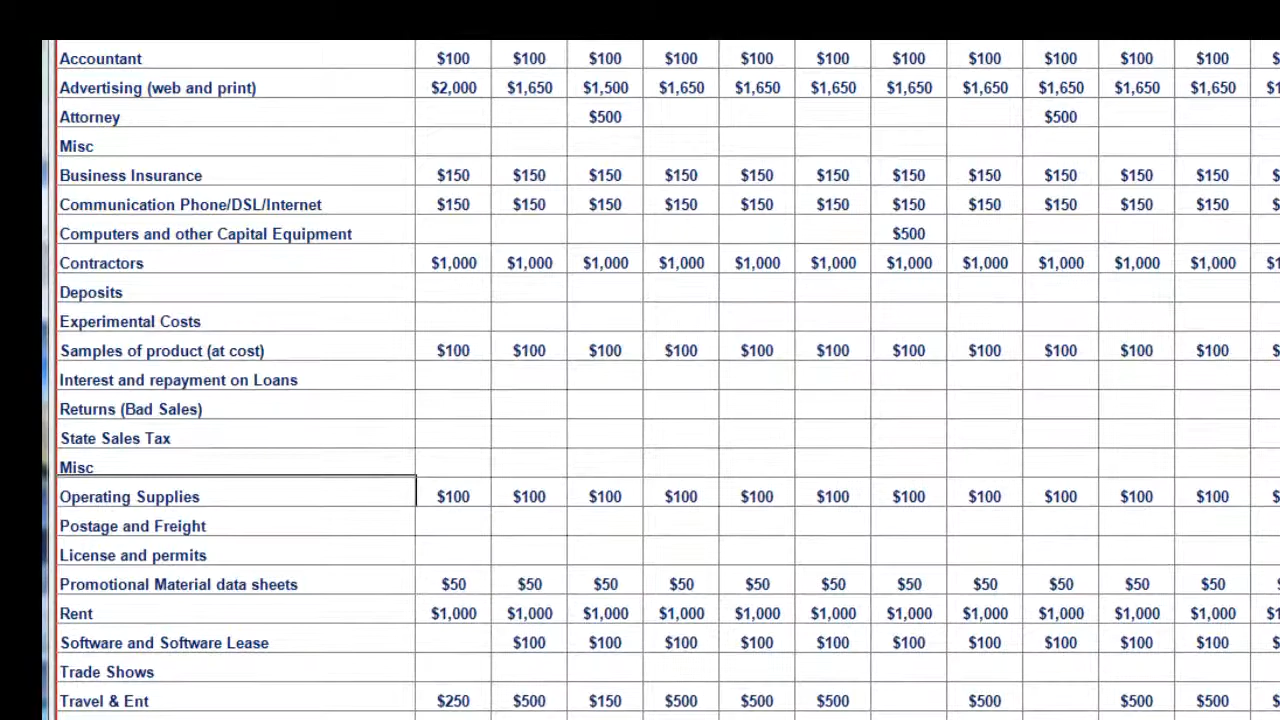 Accountant $100 $100 $100 $100 $100 $100 $100 $100 $100 $100 $100
Advertising (web and print) $2,000 $1,650 $1,500 $1,650 $1,650 $1,650 $1,650 $1,650 $1,650 $1,650 $1,650
Attorney $500 $500
Misc
Business Insurance $150 $150 $150 $150 $150 $150 $150 $150 $150 $150 $150
Communication Phone/DSL/Internet $150 $150 $150 $150 $150 $150 $150 $150 $150 $150 $150
Computers and other Capital Equipment $500
Contractors $1,000 $1,000 $1,000 $1,000 $1,000 $1,000 $1,000 $1,000 $1,000 $1,000 $1,000
Deposits
Experimental Costs
Samples of product (at cost) $100 $100 $100 $100 $100 $100 $100 $100 $100 $100 $100
Interest and repayment on Loans
Returns (Bad Sales)
State Sales Tax
Misc
Operating Supplies $100 $100 $100 $100 $100 $100 $100 $100 $100 $100 $100
Postage and Freight
License and permits
Promotional Material data sheets $50 $50 $50 $50 $50 $50 $50 $50 $50 $50 $50
Rent $1,000 $1,000 $1,000 $1,000 $1,000 $1,000 $1,000 $1,000 $1,000 $1,000 $1,000
Software and Software Lease $100 $100 $100 $100 $100 $100 $100 $100 $100 $100
Trade Shows
Travel & Ent $250 $500 $150 $500 $500 $500 $500 $500 $500